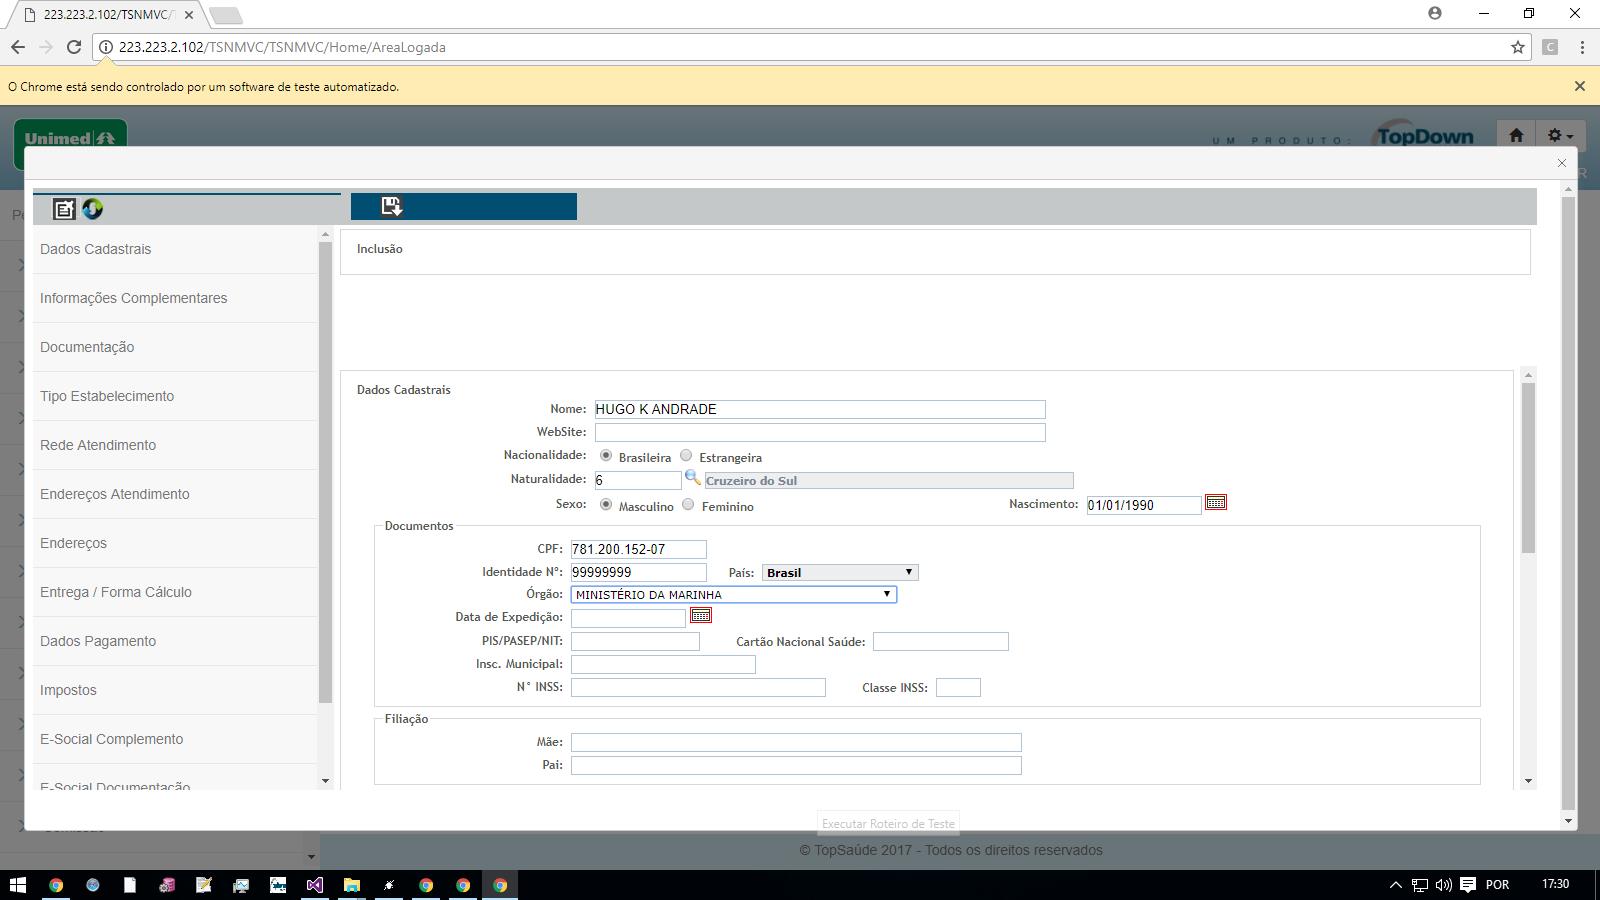 223.223.2.102/TSNMVC/T
223.223.2.102/TSNMVC/TSNMVC/Home/AreaLogada
O Chrome está sendo controlado por um software de teste automatizado.
Unimed
UM PRODUTO: TopDown
Inclusão
Dados Cadastrais
Informações Complementares
Documentação
Tipo Estabelecimento
Rede Atendimento
Endereços Atendimento
Endereços
Entrega / Forma Cálculo
Dados Pagamento
Impostos
E-Social Complemento
E-Social Documentação
Dados Cadastrais
Nome: HUGO K ANDRADE
WebSite:
Nacionalidade: Brasileira Estrangeira
Naturalidade: 6 Cruzeiro do Sul
Sexo: Masculino Feminino Nascimento: 01/01/1990
Documentos
CPF: 781.200.152-07
Identidade Nº: 99999999 País: Brasil
Órgão: MINISTÉRIO DA MARINHA
Data de Expedição:
PIS/PASEP/NIT: Cartão Nacional Saúde:
Insc. Municipal:
N° INSS: Classe INSS:
Filiação
Mãe:
Pai:
Executar Roteiro de Teste
© TopSaúde 2017 - Todos os direitos reservados
POR 17:30